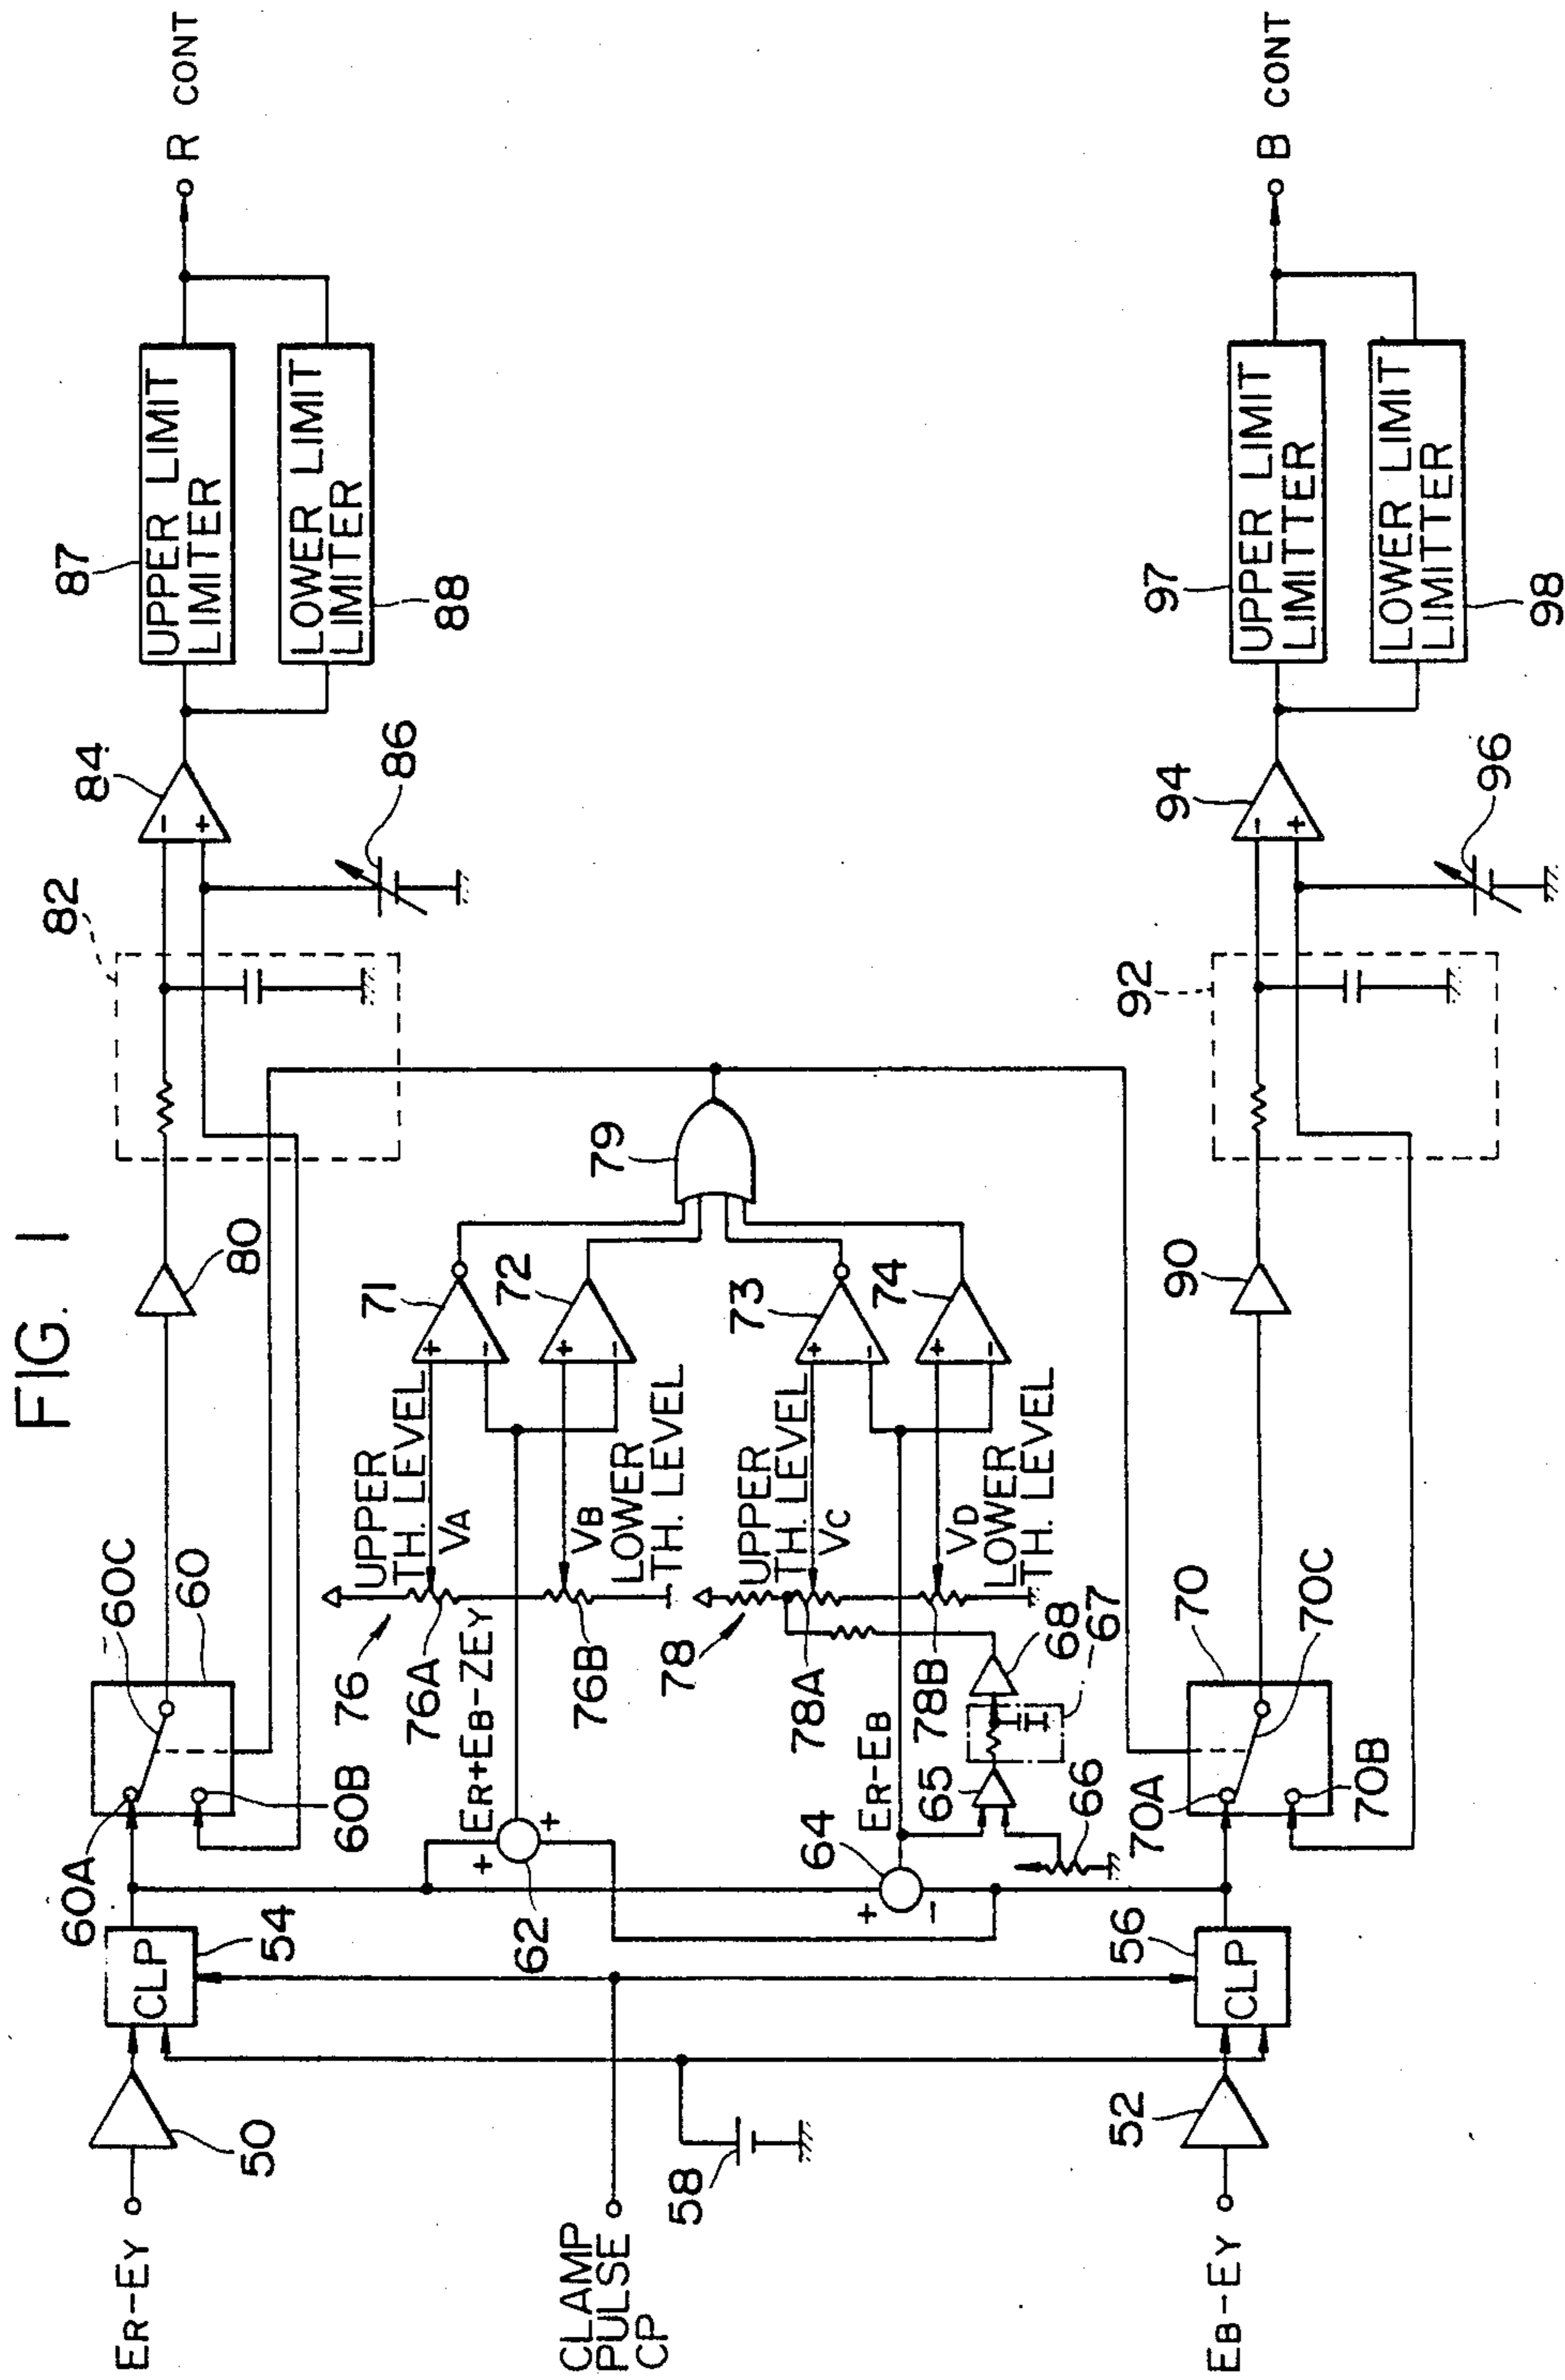 FIG. 1
ER-EY
50
CLP
54
60A
60B
60C
60
80
82
84
86
87
UPPER LIMIT
LIMITER
LOWER LIMIT
LIMITER
88
R CONT
CLAMP
PULSE
CP
58
62
+
+
ER+EB-ZEY
76
76A
76B
UPPER
TH. LEVEL
VA
VB
LOWER
TH. LEVEL
71
+
-
72
+
-
79
64
+
-
ER-EB
65
66
67
68
78
78A
78B
UPPER
TH. LEVEL
VC
VD
LOWER
TH. LEVEL
73
+
-
74
+
-
EB-EY
52
CLP
56
70A
70B
70C
70
90
92
94
-
+
96
97
UPPER LIMIT
LIMITTER
LOWER LIMIT
LIMITTER
98
B CONT
-
+